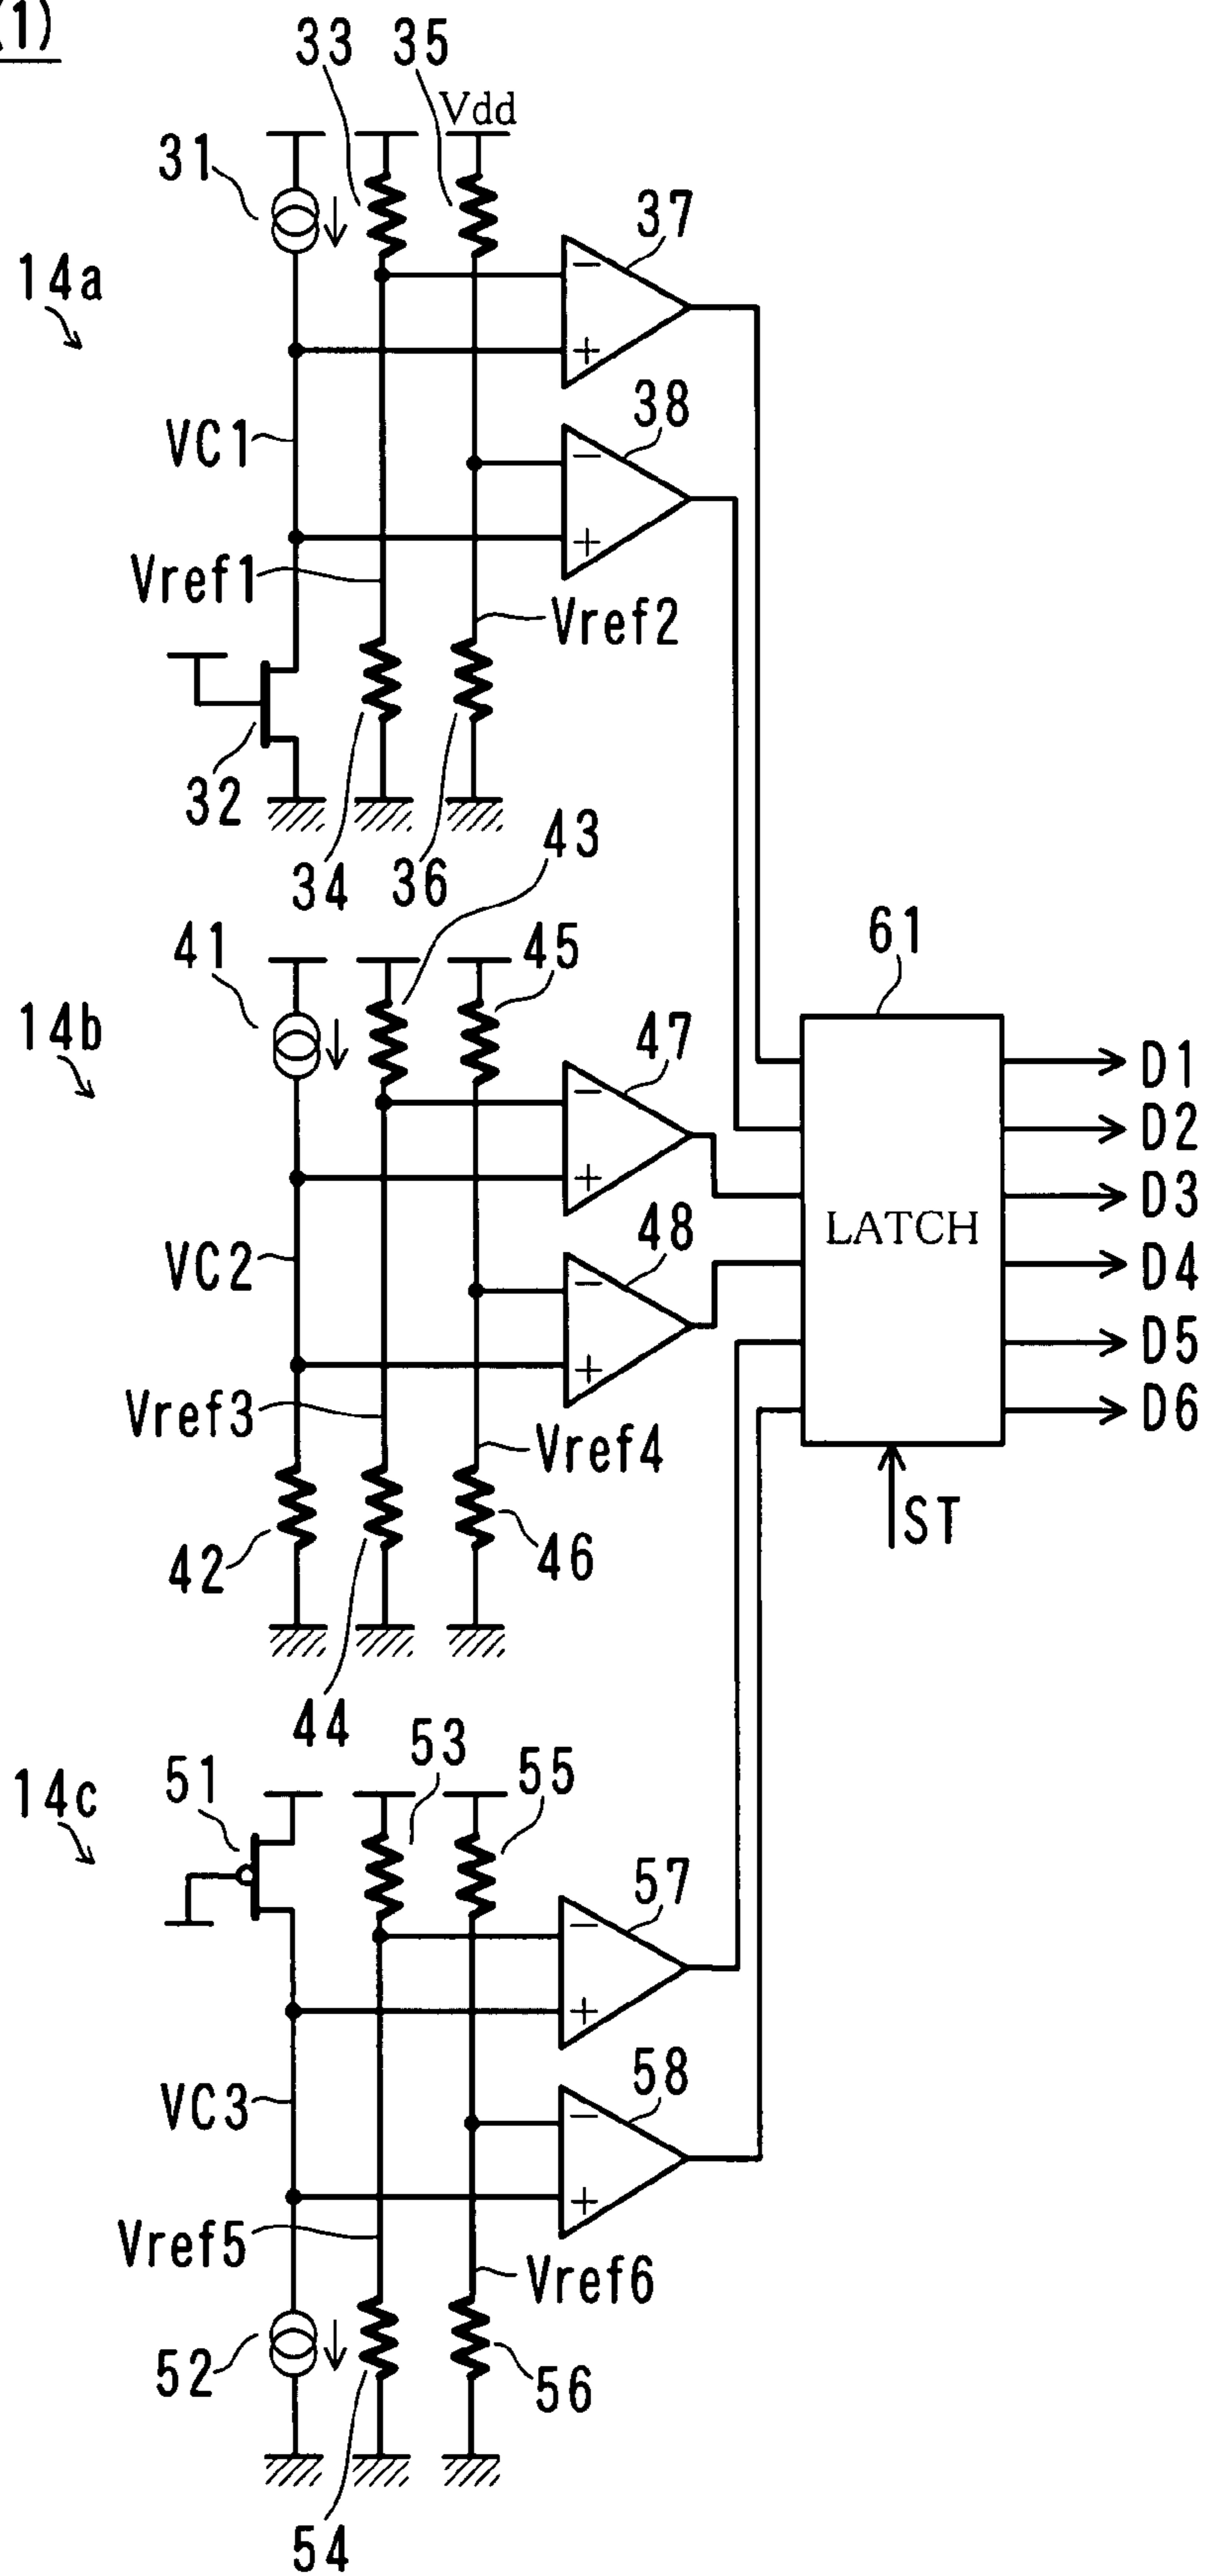 (1)
33 35
Vdd
31
37
14a
38
VC1
Vref1
Vref2
32
34 36 43
41 45
61
14b
47
D1
D2
48
D3
LATCH
VC2
D4
D5
Vref3
D6
Vref4
ST
42 46
44
53
51 55
14c
57
58
VC3
Vref5
Vref6
52
56
54
− + − + − + − + − + − +